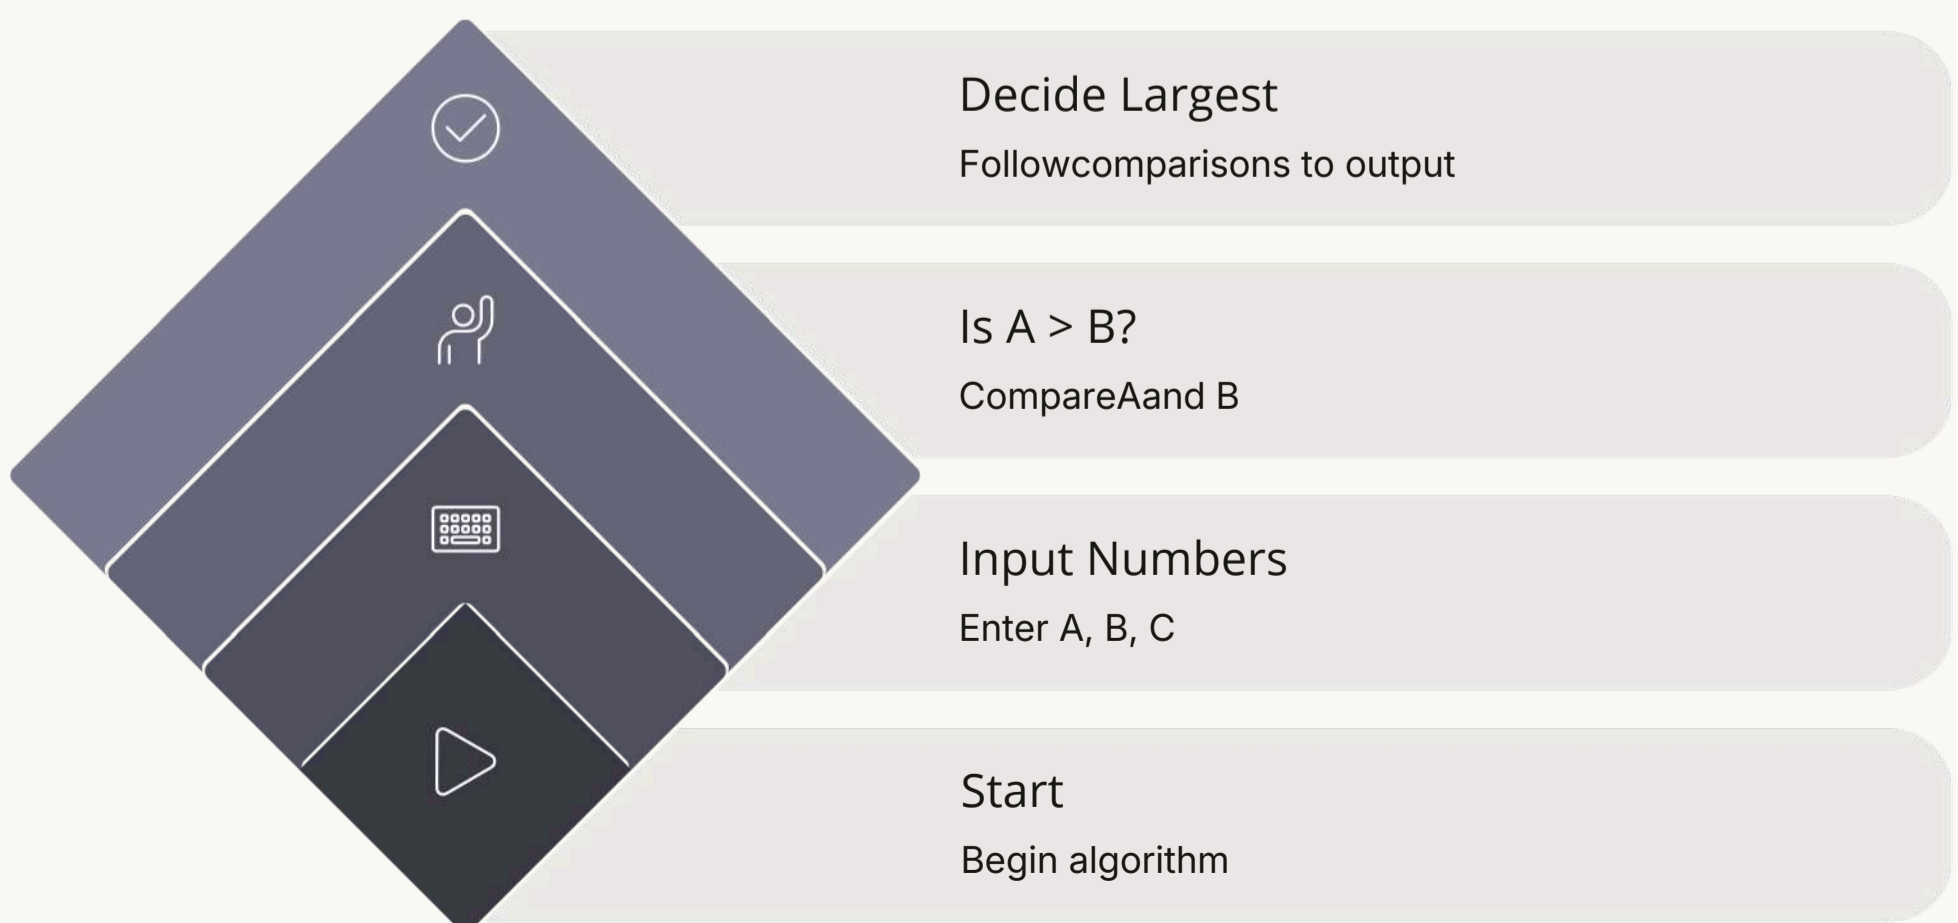 Decide Largest
Followcomparisons to output
Is A > B?
CompareAand B
Input Numbers
Enter A, B, C
Start
Begin algorithm